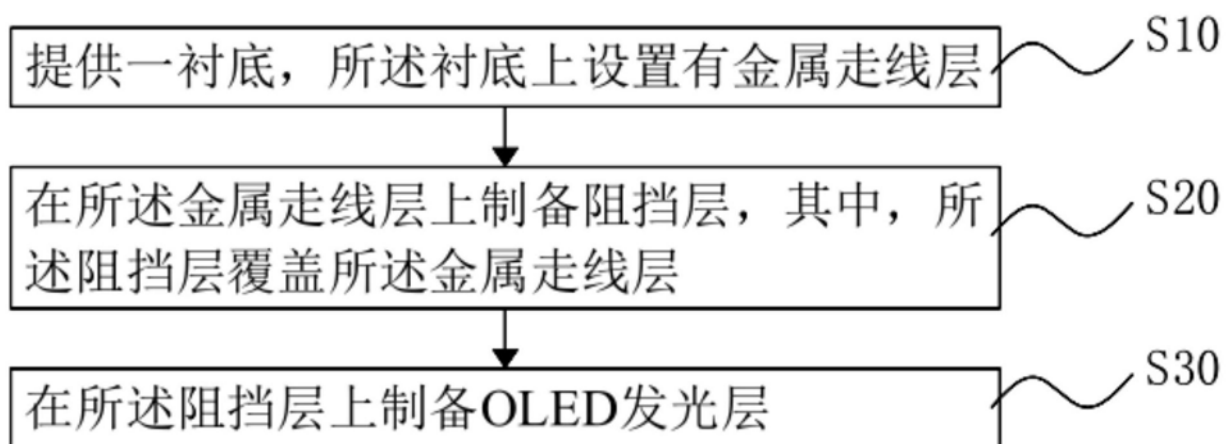 提供一衬底，所述衬底上设置有金属走线层
S10
在所述金属走线层上制备阻挡层，其中，所
述阻挡层覆盖所述金属走线层
S20
在所述阻挡层上制备OLED发光层
S30